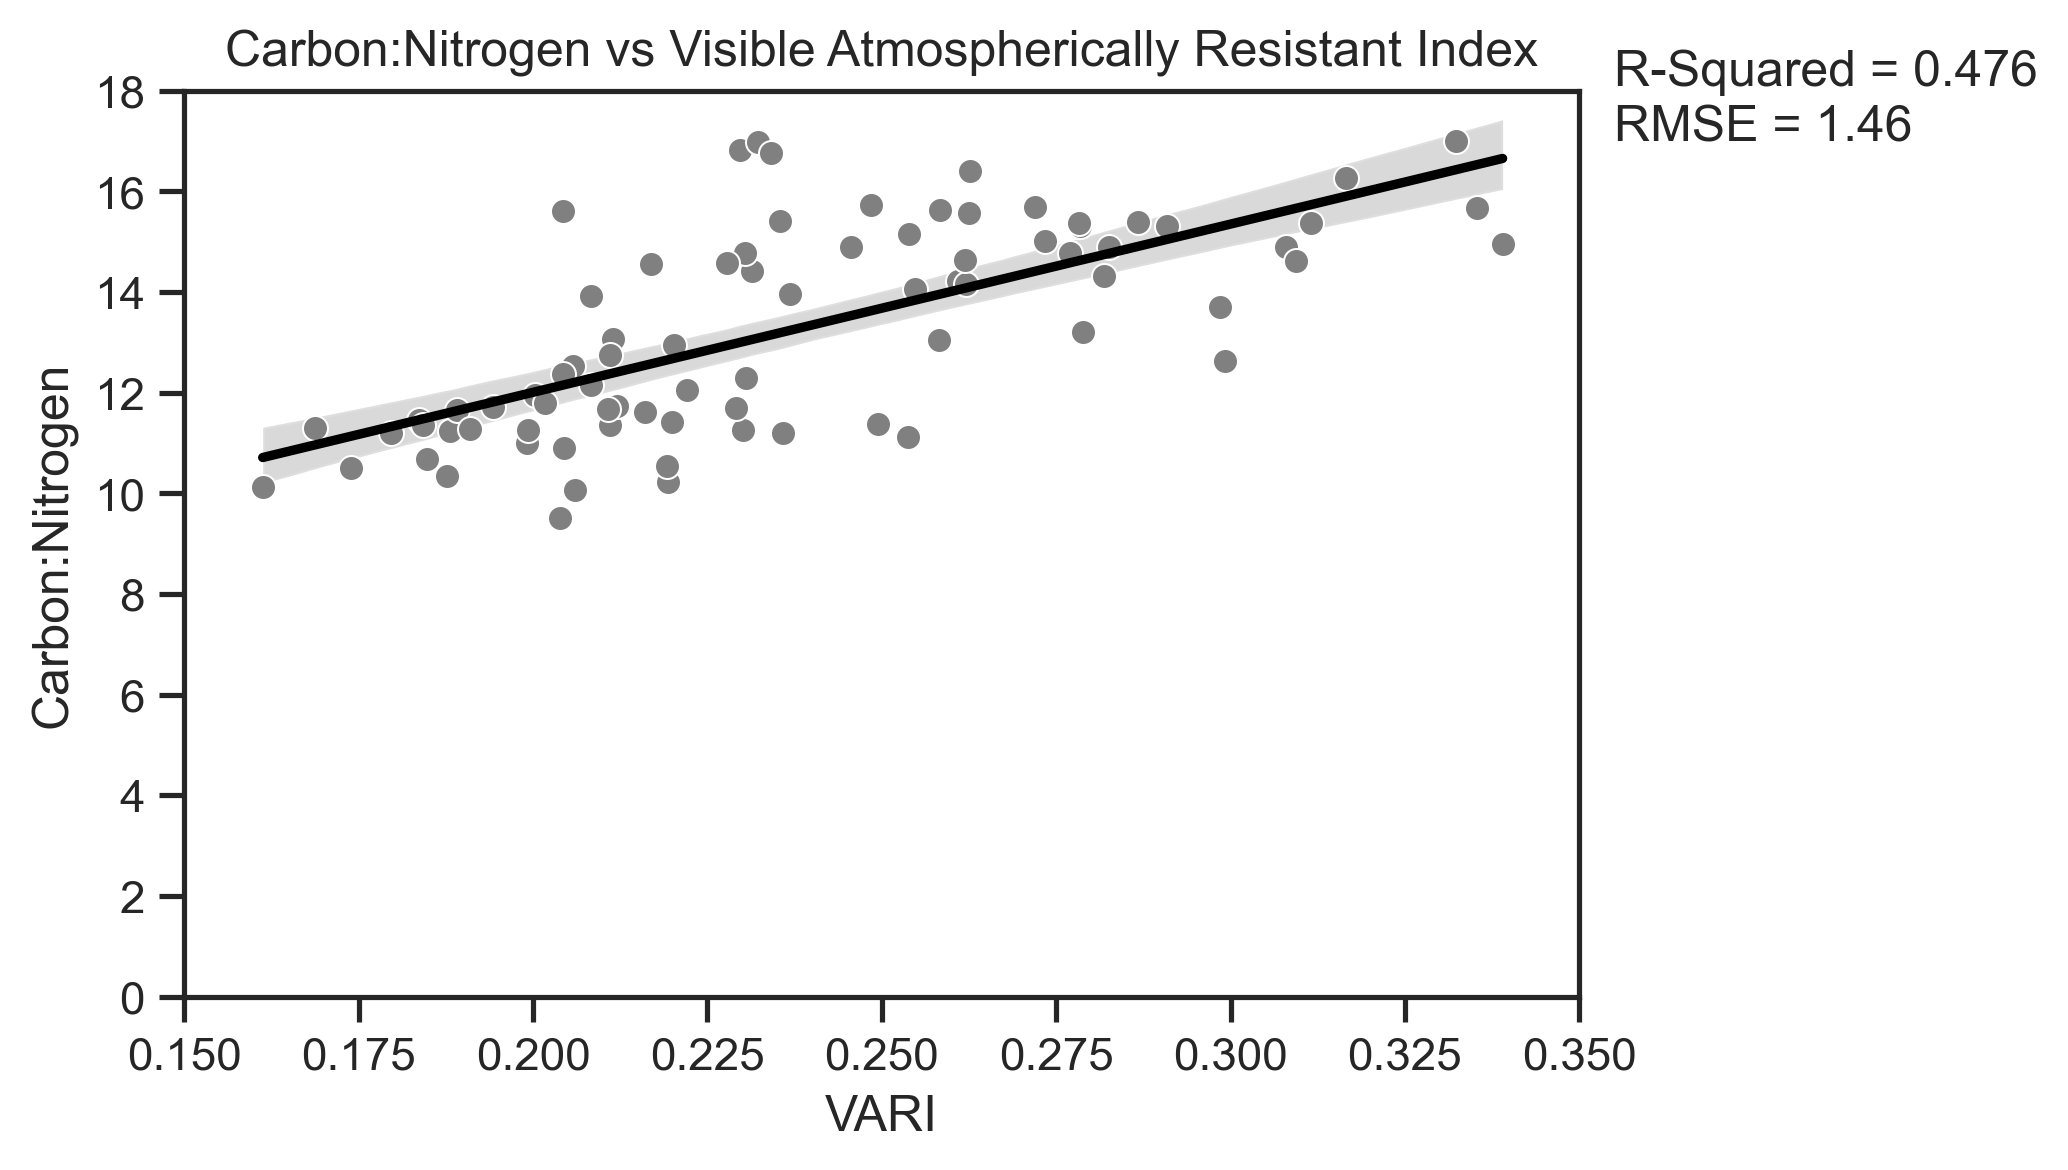 Carbon:Nitrogen vs Visible Atmospherically Resistant Index
R-Squared = 0.476
RMSE = 1.46
18
16
14
12
10
8
6
4
2
0
Carbon:Nitrogen
0.150 0.175 0.200 0.225 0.250 0.275 0.300 0.325 0.350
VARI